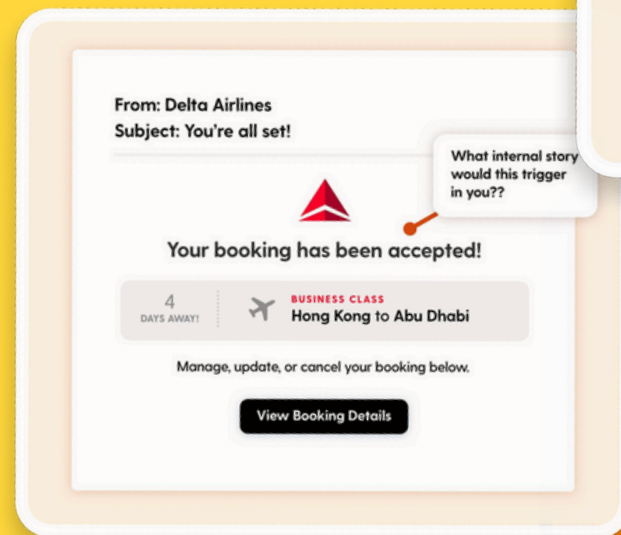 From: Delta Airlines
Subject: You're all set!
What internal story
would this trigger
in you??
Your booking has been accepted!
4
DAYS AWAY!
BUSINESS CLASS
Hong Kong to Abu Dhabi
Manage, update, or cancel your booking below.
View Booking Details